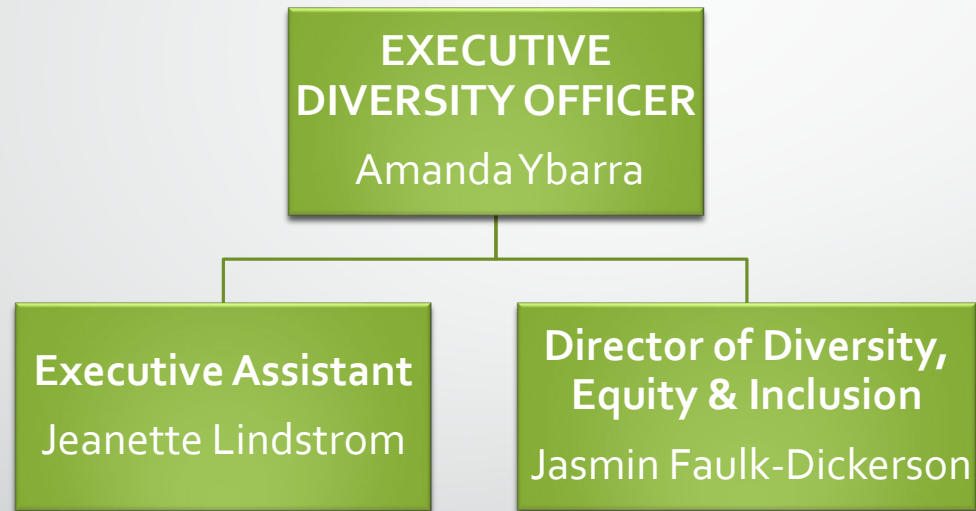 EXECUTIVE
DIVERSITY OFFICER
Amanda Ybarra
Executive Assistant
Jeanette Lindstrom
Director of Diversity,
Equity & Inclusion
Jasmin Faulk-Dickerson